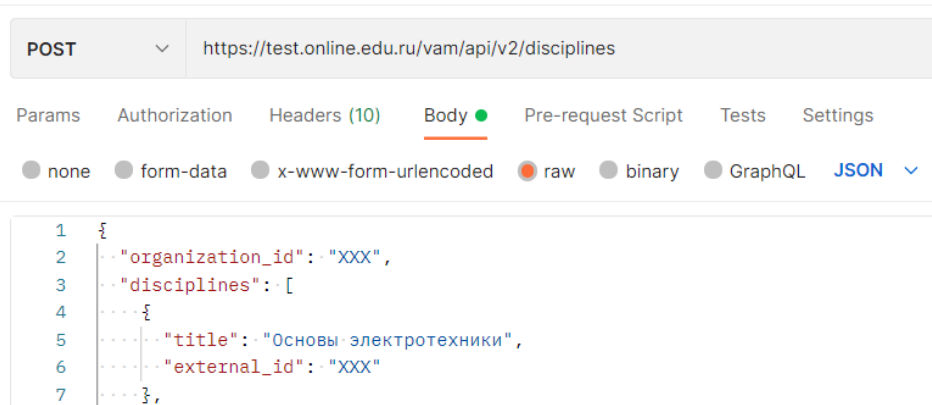 POST https://test.online.edu.ru/vam/api/v2/disciplines
Params Authorization Headers (10) Body Pre-request Script Tests Settings
none form-data x-www-form-urlencoded raw binary GraphQL JSON
1 {
2 "organization_id": "XXX",
3 "disciplines": [
4 {
5 "title": "Основы электротехники",
6 "external_id": "XXX"
7 },